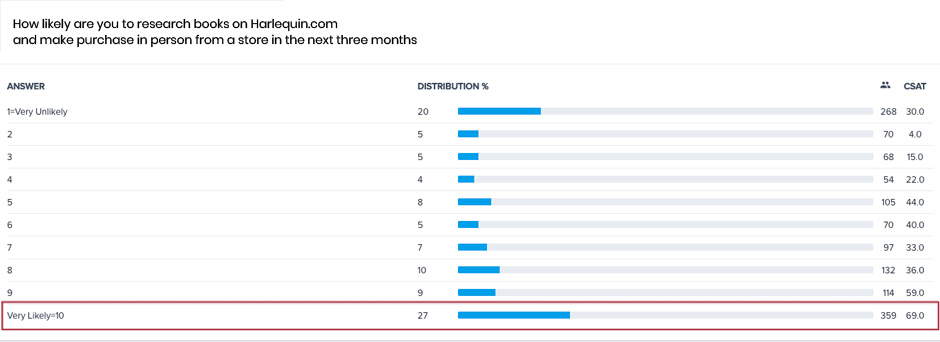 How likely are you to research books on Harlequin.com
and make purchase in person from a store in the next three months
ANSWER DISTRIBUTION % CSAT
1=Very Unlikely 20 268 30.0
2 5 70 4.0
3 5 68 15.0
4 4 54 22.0
5 8 105 44.0
6 5 70 40.0
7 7 97 33.0
8 10 132 36.0
9 9 114 59.0
Very Likely=10 27 359 69.0